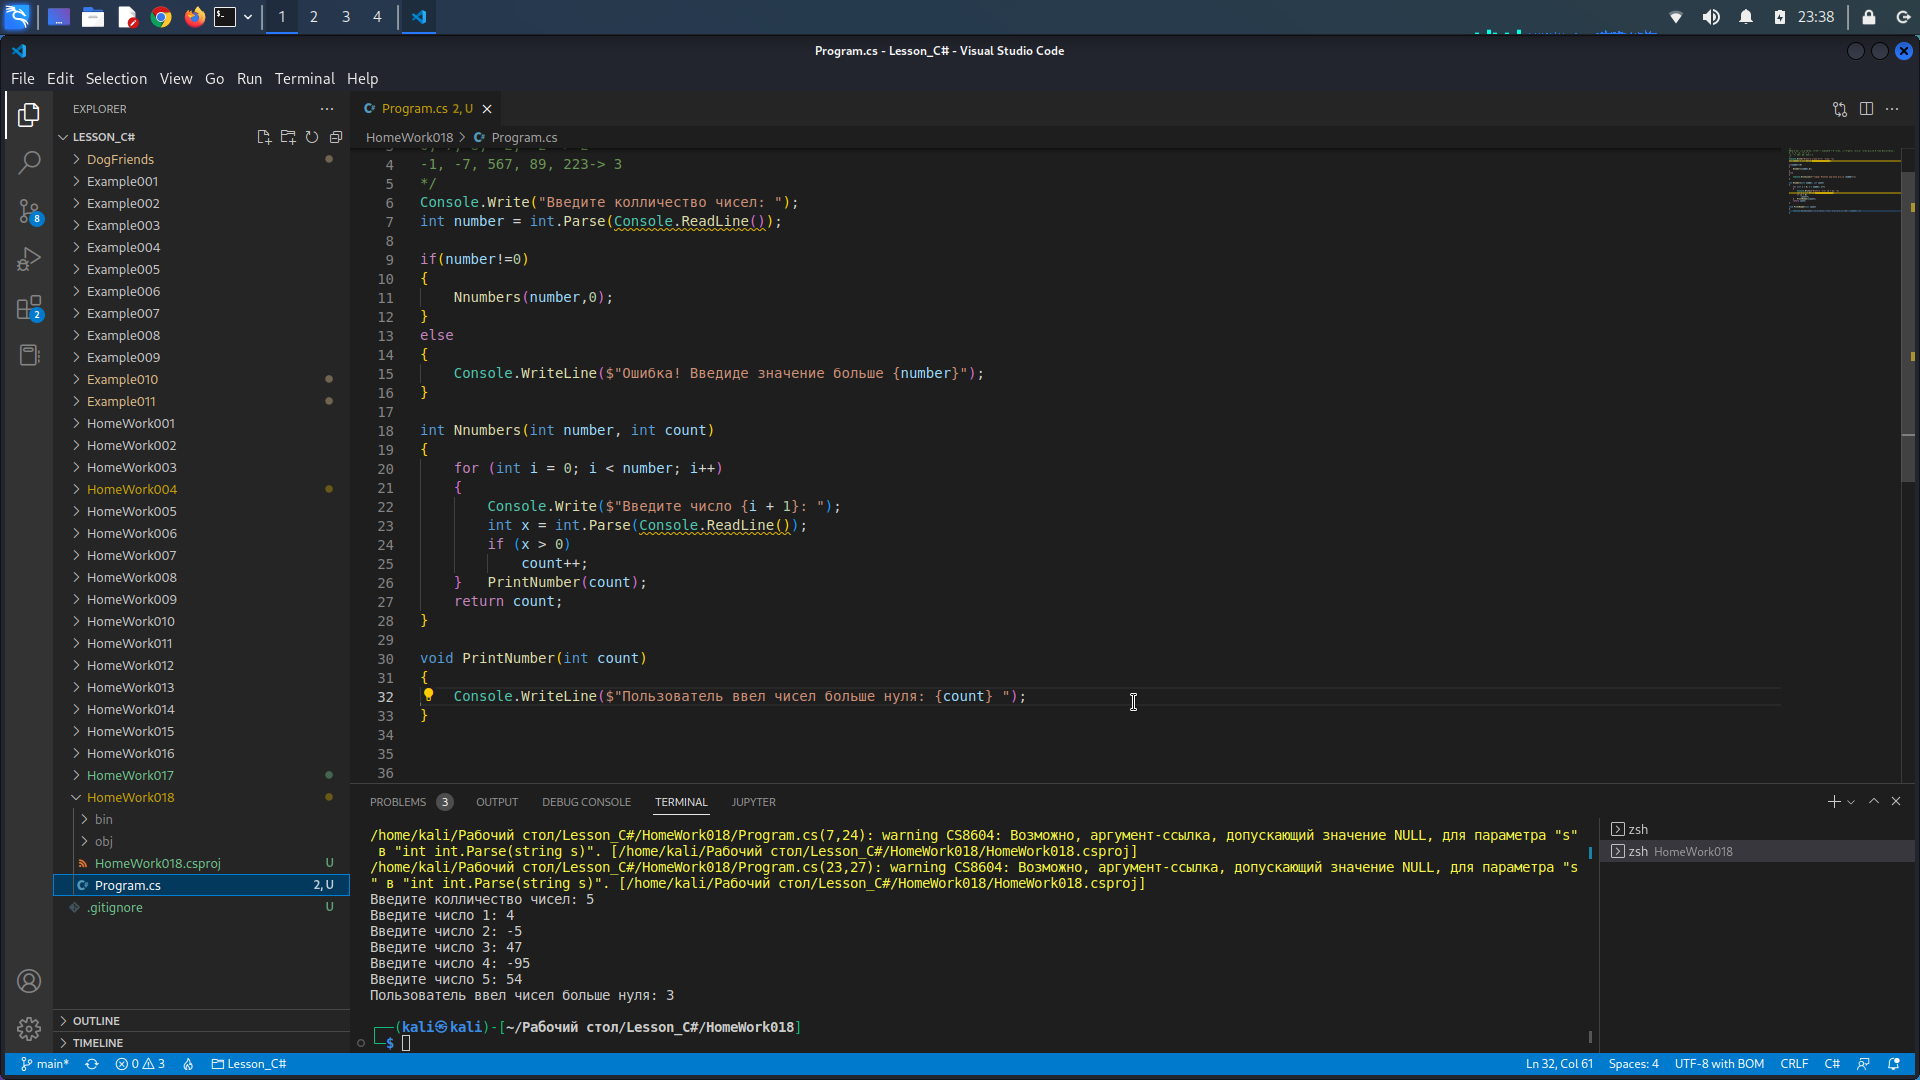 1 2 3 4
23:38
Program.cs - Lesson_C# - Visual Studio Code
File Edit Selection View Go Run Terminal Help
EXPLORER
LESSON_C#
DogFriends
Example001
Example002
Example003
Example004
Example005
Example006
Example007
Example008
Example009
Example010
Example011
HomeWork001
HomeWork002
HomeWork003
HomeWork004
HomeWork005
HomeWork006
HomeWork007
HomeWork008
HomeWork009
HomeWork010
HomeWork011
HomeWork012
HomeWork013
HomeWork014
HomeWork015
HomeWork016
HomeWork017
HomeWork018
bin
obj
HomeWork018.csproj U
Program.cs 2, U
.gitignore U
OUTLINE
TIMELINE
8
2
Program.cs 2, U
HomeWork018 > Program.cs
4 -1, -7, 567, 89, 223-> 3
5 */
6 Console.Write("Введите колличество чисел: ");
7 int number = int.Parse(Console.ReadLine());
8
9 if(number!=0)
10 {
11 Nnumbers(number,0);
12 }
13 else
14 {
15 Console.WriteLine($"Ошибка! Введиде значение больше {number}");
16 }
17
18 int Nnumbers(int number, int count)
19 {
20 for (int i = 0; i < number; i++)
21 {
22 Console.Write($"Введите число {i + 1}: ");
23 int x = int.Parse(Console.ReadLine());
24 if (x > 0)
25 count++;
26 } PrintNumber(count);
27 return count;
28 }
29
30 void PrintNumber(int count)
31 {
32 Console.WriteLine($"Пользователь ввел чисел больше нуля: {count} ");
33 }
34
35
36
PROBLEMS 3 OUTPUT DEBUG CONSOLE TERMINAL JUPYTER
/home/kali/Рабочий стол/Lesson_C#/HomeWork018/Program.cs(7,24): warning CS8604: Возможно, аргумент-ссылка, допускающий значение NULL, для параметра "s"
в "int int.Parse(string s)". [/home/kali/Рабочий стол/Lesson_C#/HomeWork018/HomeWork018.csproj]
/home/kali/Рабочий стол/Lesson_C#/HomeWork018/Program.cs(23,27): warning CS8604: Возможно, аргумент-ссылка, допускающий значение NULL, для параметра "s
" в "int int.Parse(string s)". [/home/kali/Рабочий стол/Lesson_C#/HomeWork018/HomeWork018.csproj]
Введите колличество чисел: 5
Введите число 1: 4
Введите число 2: -5
Введите число 3: 47
Введите число 4: -95
Введите число 5: 54
Пользователь ввел чисел больше нуля: 3
(kali㉿kali)-[~/Рабочий стол/Lesson_C#/HomeWork018]
$
zsh
zsh HomeWork018
main* 0 3 Lesson_C#
Ln 32, Col 61 Spaces: 4 UTF-8 with BOM CRLF C#